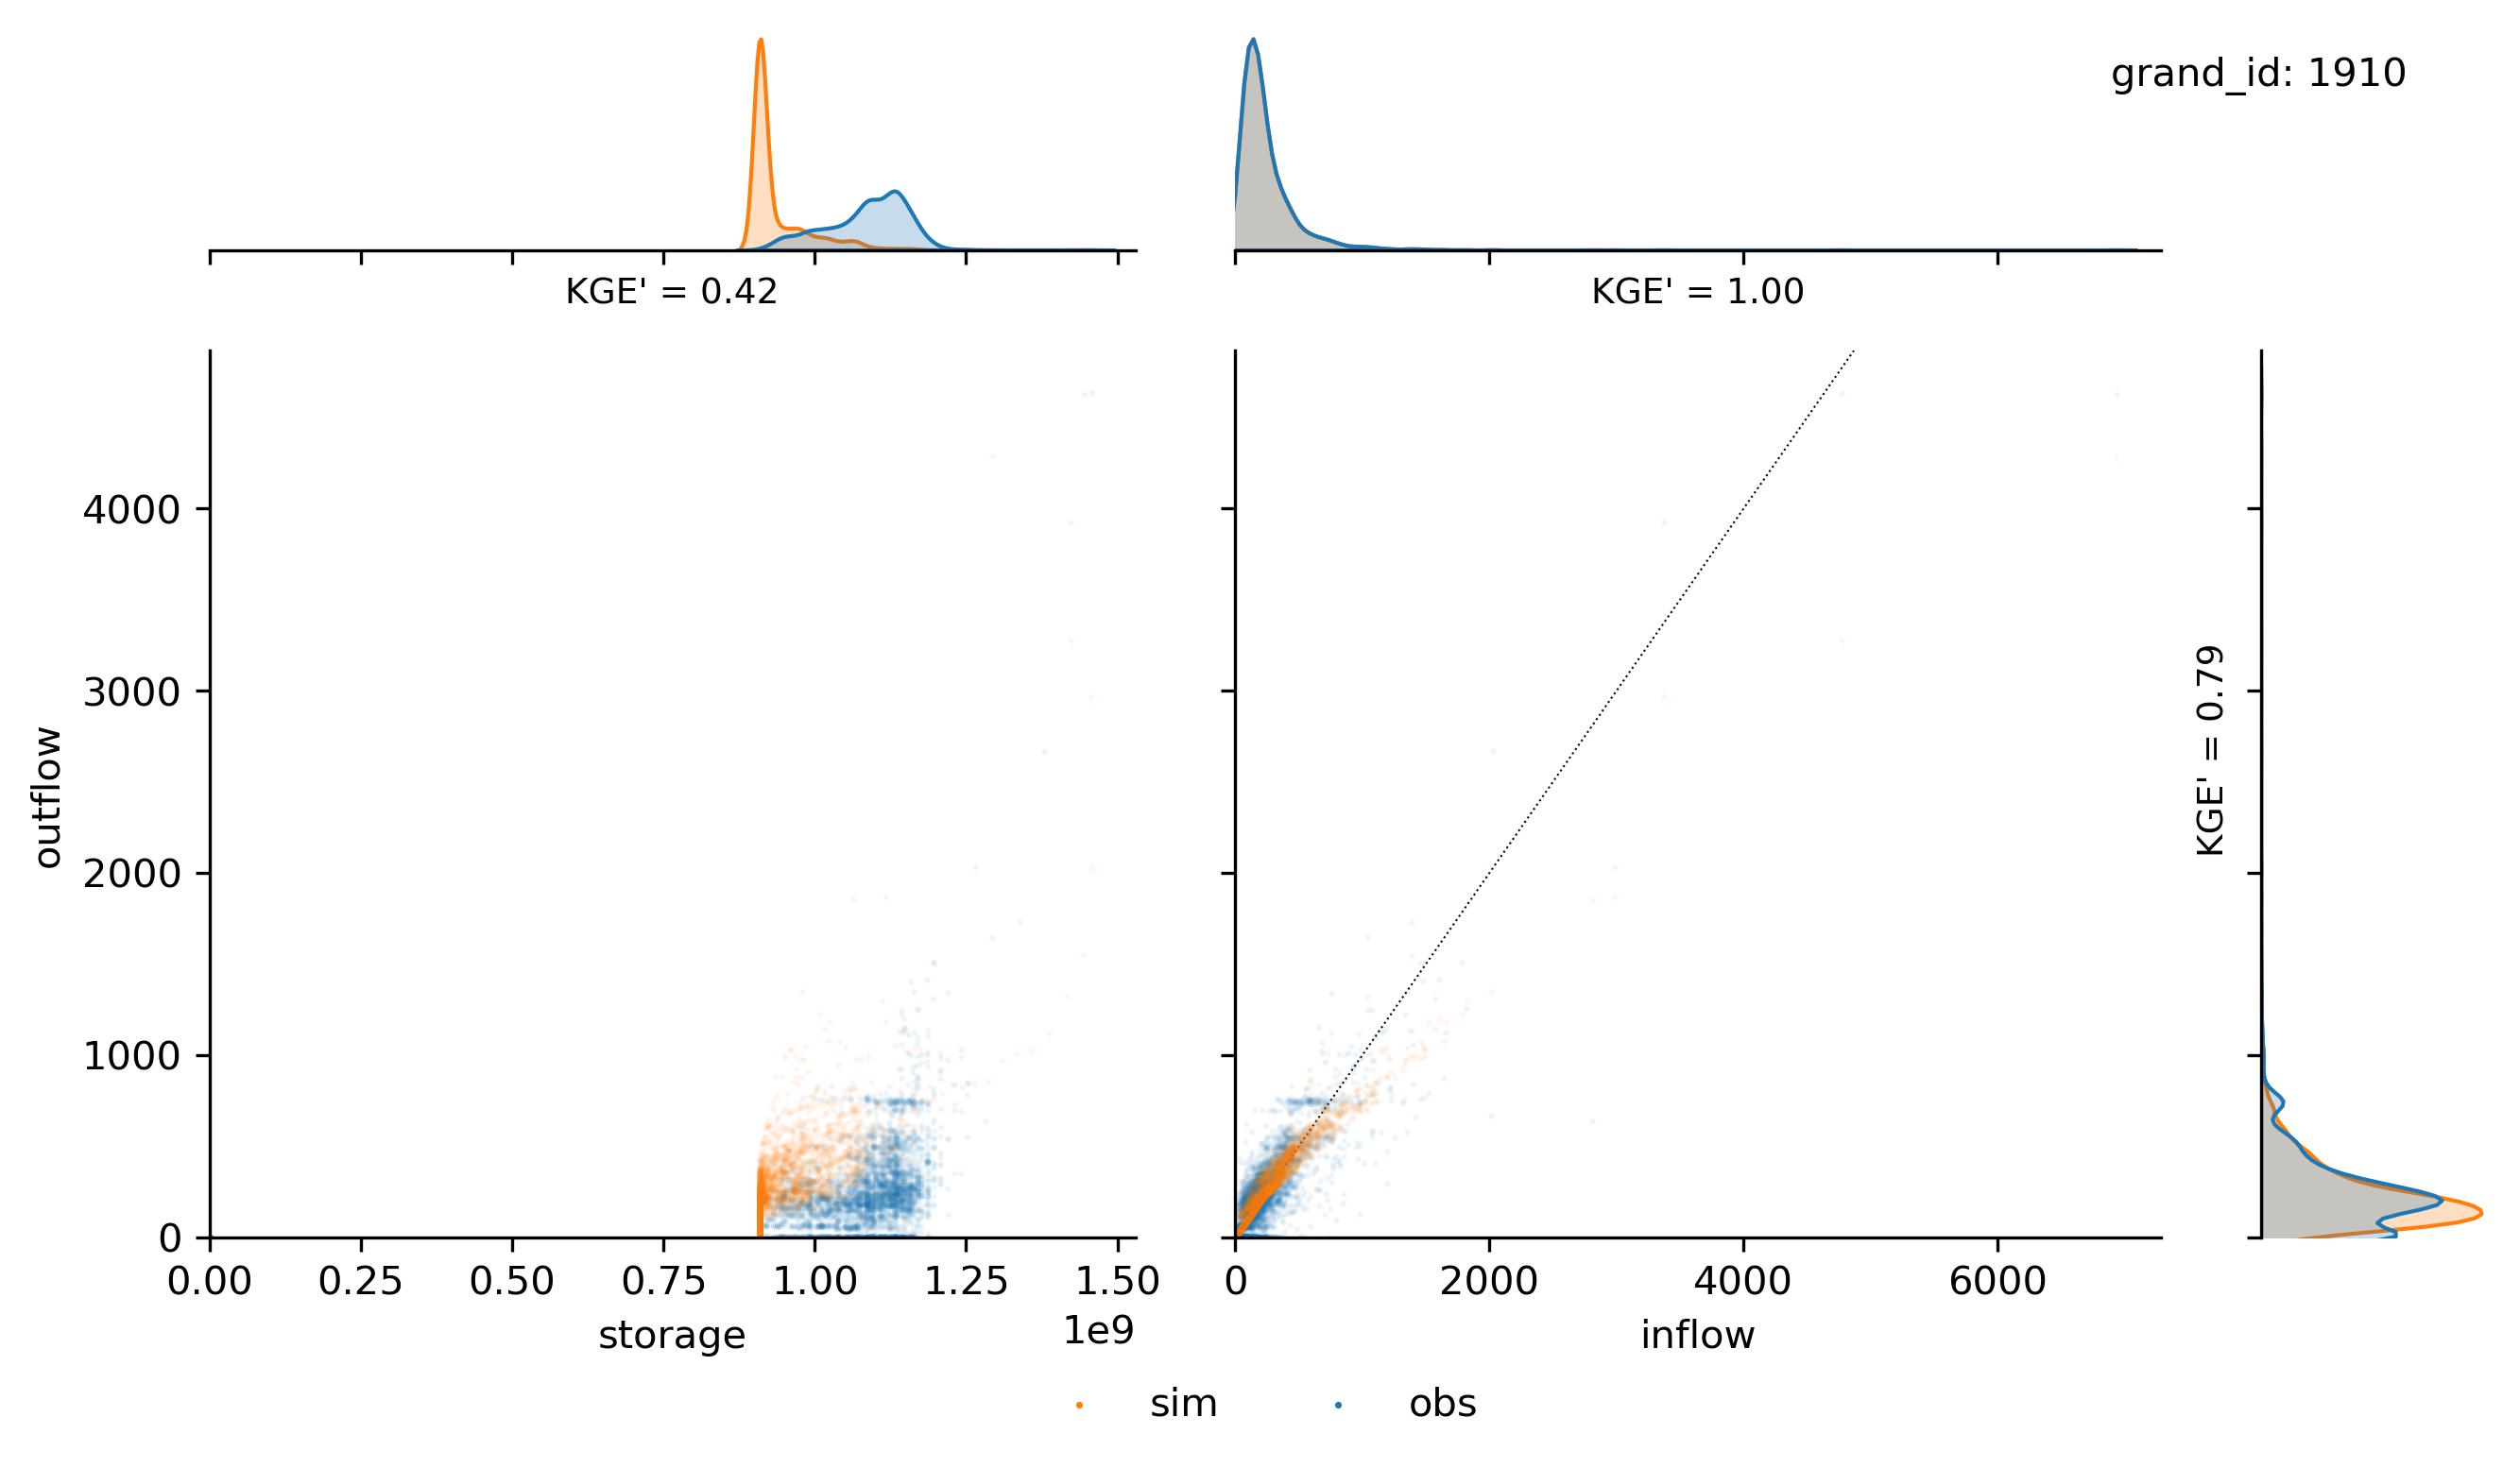 grand_id: 1910
KGE' = 0.42
KGE' = 1.00
outflow
4000
3000
2000
1000
0
KGE' = 0.79
0.00 0.25 0.50 0.75 1.00 1.25 1.50
1e9
storage
0 2000 4000 6000
inflow
sim obs